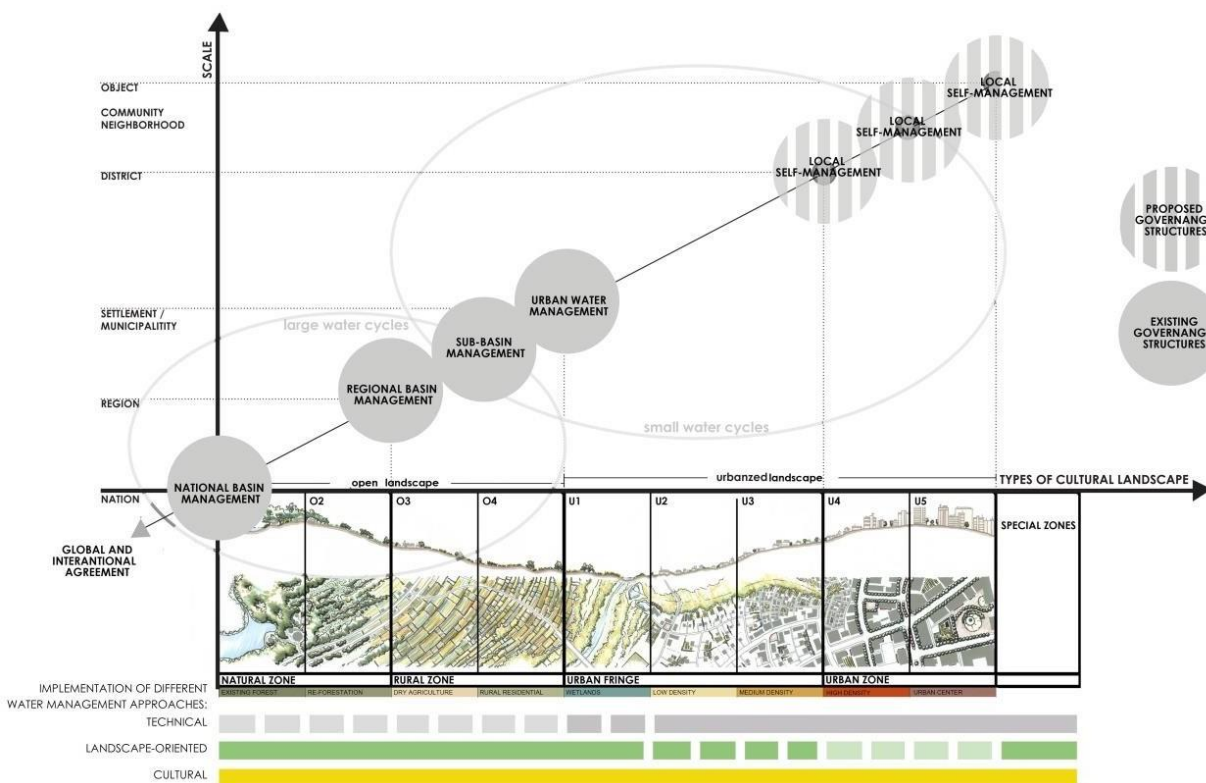 SCALE
OBJECT
COMMUNITY
NEIGHBORHOOD
DISTRICT
SETTLEMENT /
MUNICIPALITITY
REGION
NATION
LOCAL
SELF-MANAGEMENT
LOCAL
SELF-MANAGEMENT
LOCAL
SELF-MANAGEMENT
PROPOSED
GOVERNANG
STRUCTURES
EXISTING
GOVERNANG
STRUCTURES
URBAN WATER
MANAGEMENT
large water cycles
SUB-BASIN
MANAGEMENT
REGIONAL BASIN
MANAGEMENT
small water cycles
NATIONAL BASIN
MANAGEMENT
GLOBAL AND
INTERANTIONAL
AGREEMENT
open landscape
urbanzed landscape
TYPES OF CULTURAL LANDSCAPE
O2
O3
O4
U1
U2
U3
U4
U5
SPECIAL ZONES
NATURAL ZONE
RURAL ZONE
URBAN FRINGE
URBAN ZONE
EXISTING FOREST
RE-FORESTATION
DRY AGRICULTURE
RURAL RESIDENTIAL
WETLANDS
LOW DENSITY
MEDIUM DENSITY
HIGH DENSITY
URBAN CENTER
IMPLEMENTATION OF DIFFERENT
WATER MANAGEMENT APPROACHES:
TECHNICAL
LANDSCAPE-ORIENTED
CULTURAL